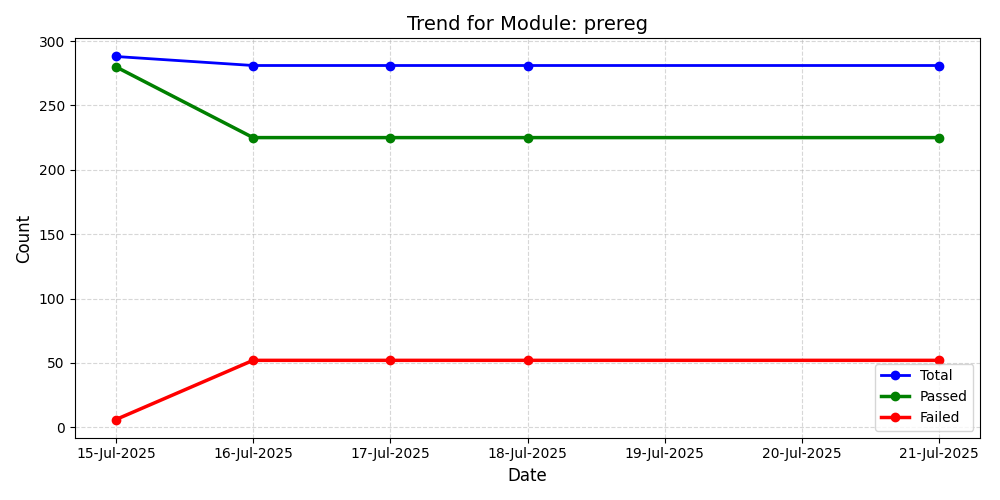 Trend for Module: prereg
300
250
200
150
100
50
0
Count
15-Jul-2025 16-Jul-2025 17-Jul-2025 18-Jul-2025 19-Jul-2025 20-Jul-2025 21-Jul-2025
Date
Total
Passed
Failed